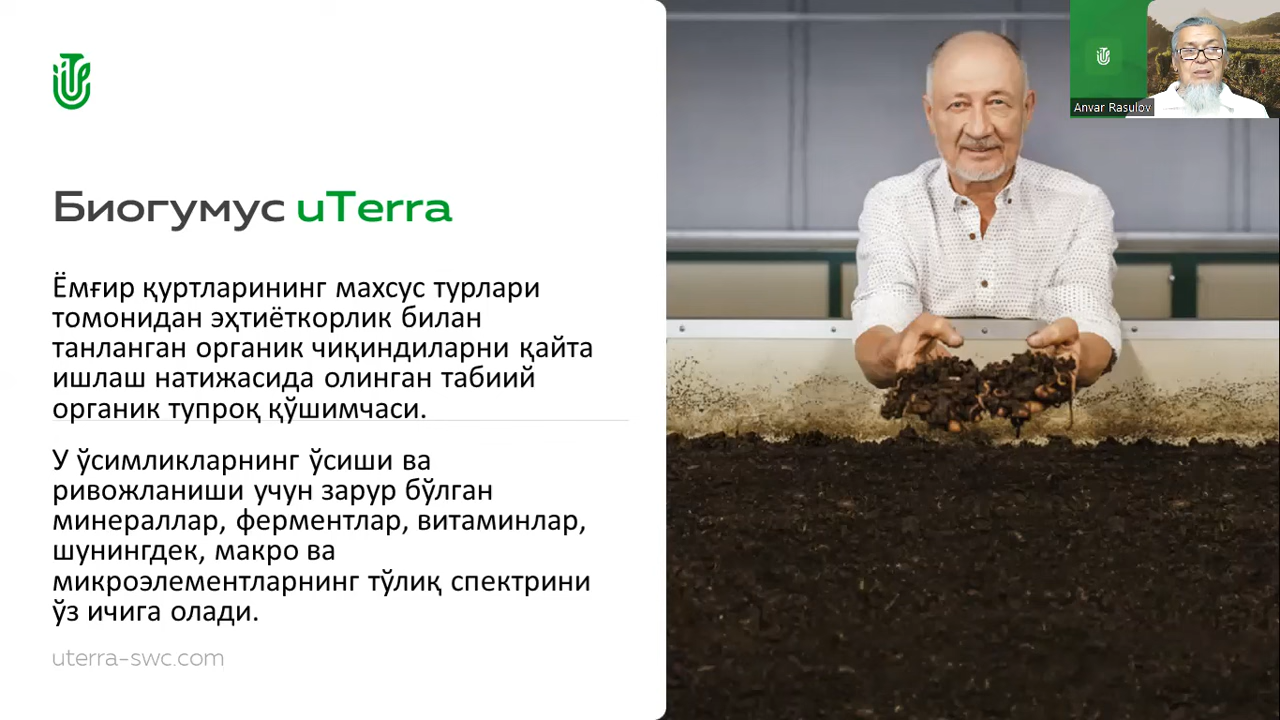 Биогумус uTerra
Ёмғир қуртларининг махсус турлари
томонидан эҳтиёткорлик билан
танланган органик чиқиндиларни қайта
ишлаш натижасида олинган табиий
органик тупроқ қўшимчаси.
У ўсимликларнинг ўсиши ва
ривожланиши учун зарур бўлган
минераллар, ферментлар, витаминлар,
шунингдек, макро ва
микроэлементларнинг тўлиқ спектрини
ўз ичига олади.
uterra-swc.com
Anvar Rasulov